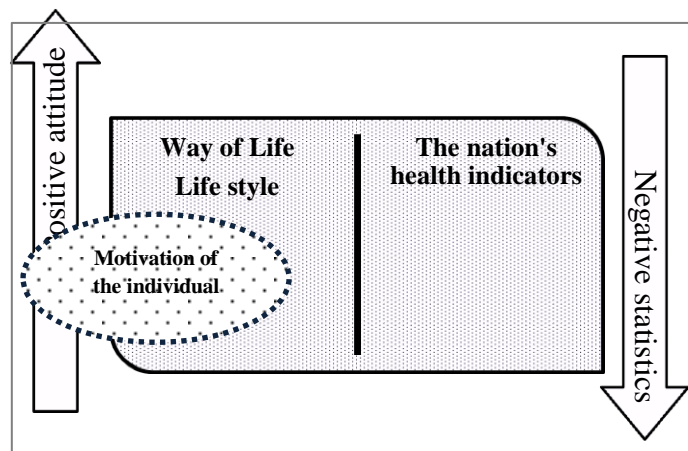 ositive attitude
Way of Life
Life style
Motivation of
the individual
The nation's
health indicators
Negative statistics